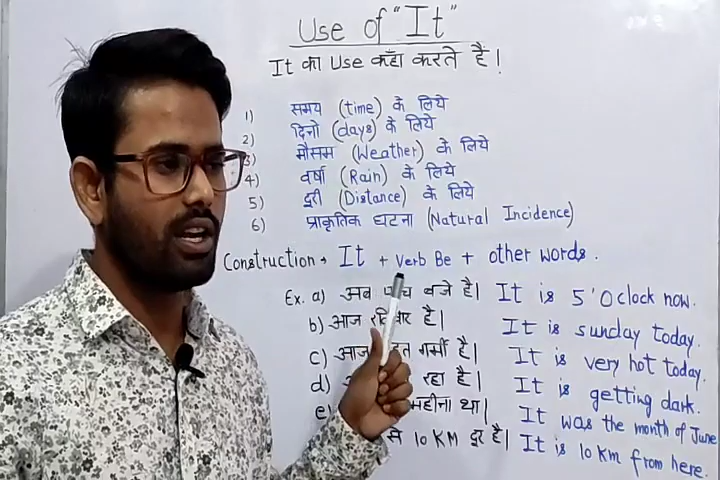 Use of "It"
It का Use कहाँ करते हैं!
1) समय (time) के लिये
2) दिनो (days) के लिये
3) मौसम (Weather) के लिये
4) वर्षा (Rain) के लिये
5) दुरी (Distance) के लिये
6) प्राकृतिक घटना (Natural Incidence)
Construction → It + Verb Be + other words.
Ex. a) अब बजे है। It is 5'O clock now.
b) आज है। It is sunday today.
c) आज गर्मी है। It is very hot today.
d) रहा है। It is getting dark.
e) महीना था। It was the month of June
से 10 KM दुर है। It is 10 KM from here.